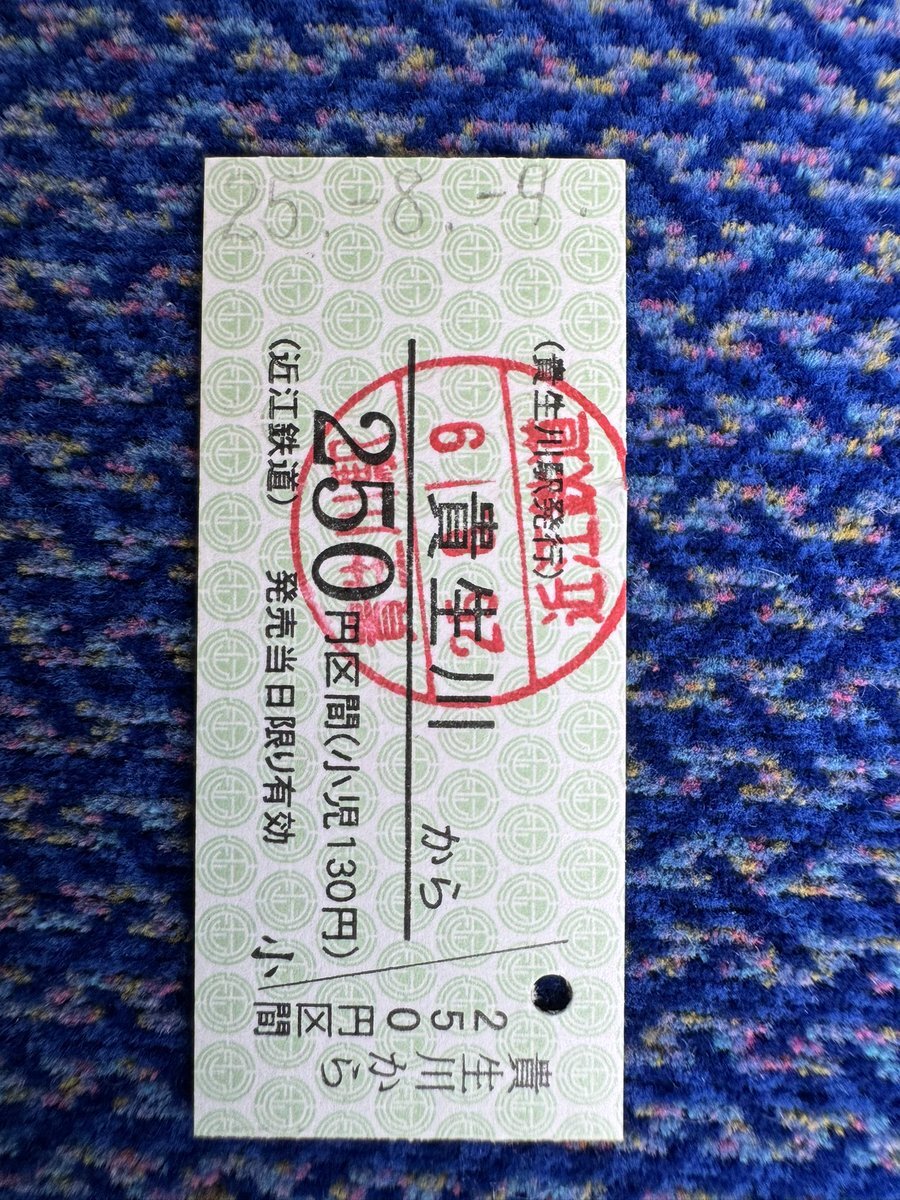 25.-8.-9.
(貴生川駅発行)
貴生川から
250円区間(小児130円)
(近江鉄道) 発売当日限り有効
小
貴生川から
250円区
間